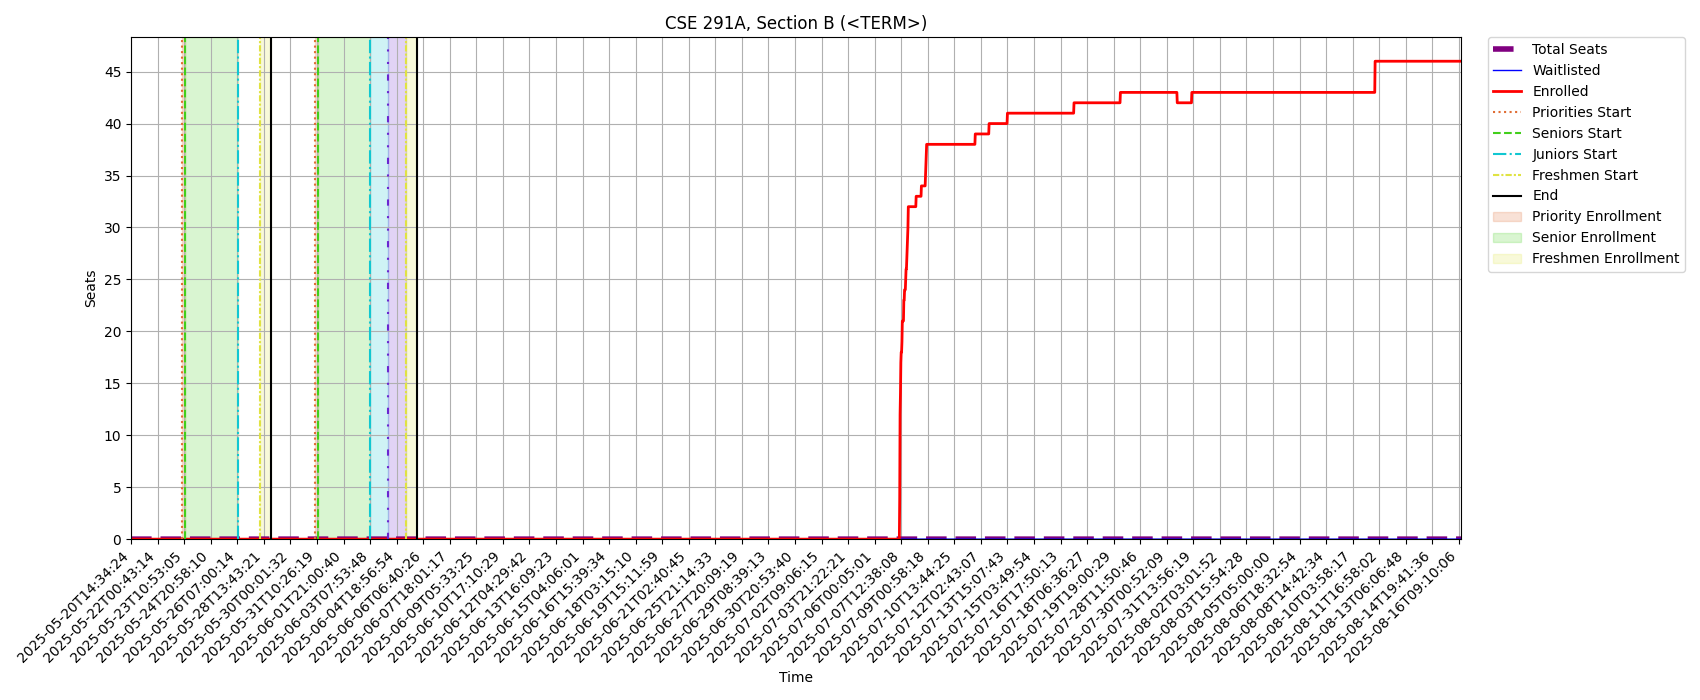 CSE 291A, Section B (<TERM>)
Seats
45
40
35
30
25
20
15
10
5
0
2025-05-20T14:34:24
2025-05-22T00:43:14
2025-05-23T10:53:05
2025-05-24T20:58:10
2025-05-26T07:00:14
2025-05-28T13:43:21
2025-05-30T00:01:32
2025-05-31T10:26:19
2025-06-01T21:00:40
2025-06-03T07:53:48
2025-06-04T18:56:54
2025-06-06T06:40:26
2025-06-07T18:01:17
2025-06-09T05:33:25
2025-06-10T17:10:29
2025-06-12T04:29:42
2025-06-13T16:09:23
2025-06-15T04:06:01
2025-06-16T15:39:34
2025-06-18T03:15:10
2025-06-19T15:11:59
2025-06-21T02:40:45
2025-06-25T21:14:33
2025-06-27T20:09:19
2025-06-29T08:39:13
2025-06-30T20:53:40
2025-07-02T09:06:15
2025-07-03T21:22:21
2025-07-06T00:05:01
2025-07-07T12:38:08
2025-07-09T00:58:18
2025-07-10T13:44:25
2025-07-12T02:43:07
2025-07-13T15:07:43
2025-07-15T03:49:54
2025-07-16T17:50:13
2025-07-18T06:36:27
2025-07-19T19:00:29
2025-07-28T11:50:46
2025-07-30T00:52:09
2025-07-31T13:56:19
2025-08-02T03:01:52
2025-08-03T15:54:28
2025-08-05T05:00:00
2025-08-06T18:32:54
2025-08-08T14:42:34
2025-08-10T03:58:17
2025-08-11T16:58:02
2025-08-13T06:06:48
2025-08-14T19:41:36
2025-08-16T09:10:06
Time
Total Seats
Waitlisted
Enrolled
Priorities Start
Seniors Start
Juniors Start
Freshmen Start
End
Priority Enrollment
Senior Enrollment
Freshmen Enrollment